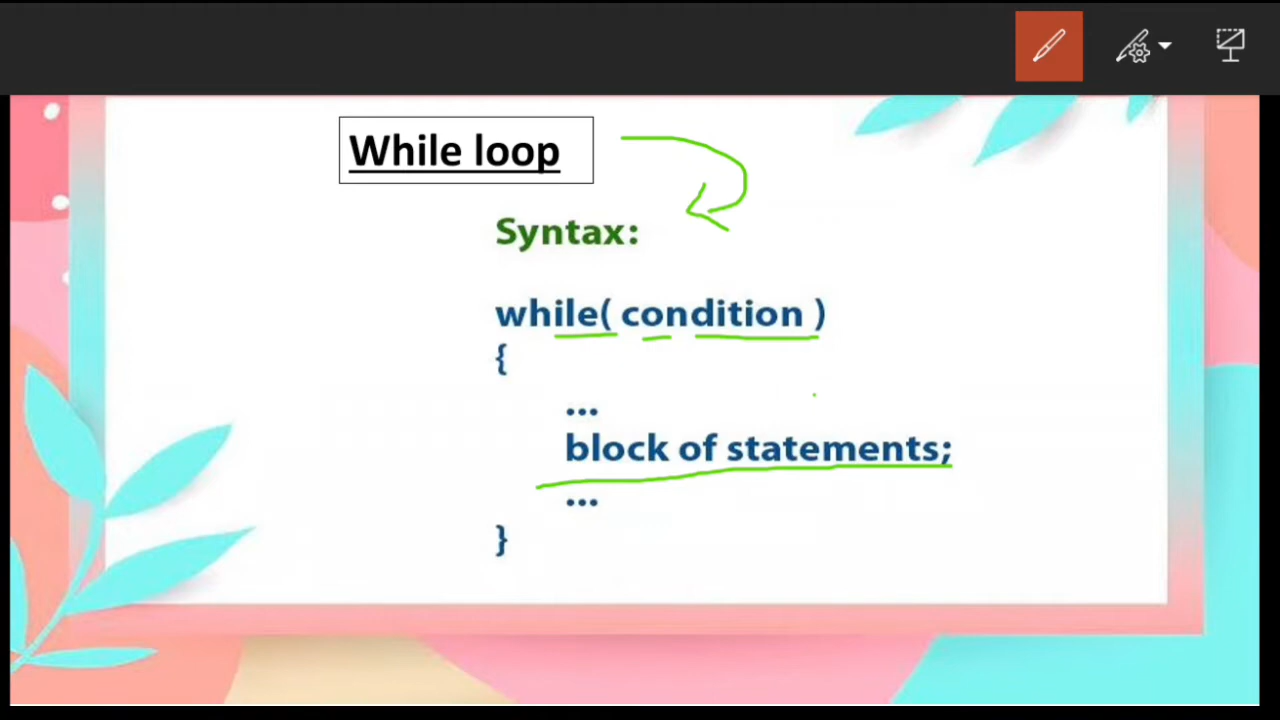 While loop
Syntax:
while( condition )
{
...
block of statements;
...
}